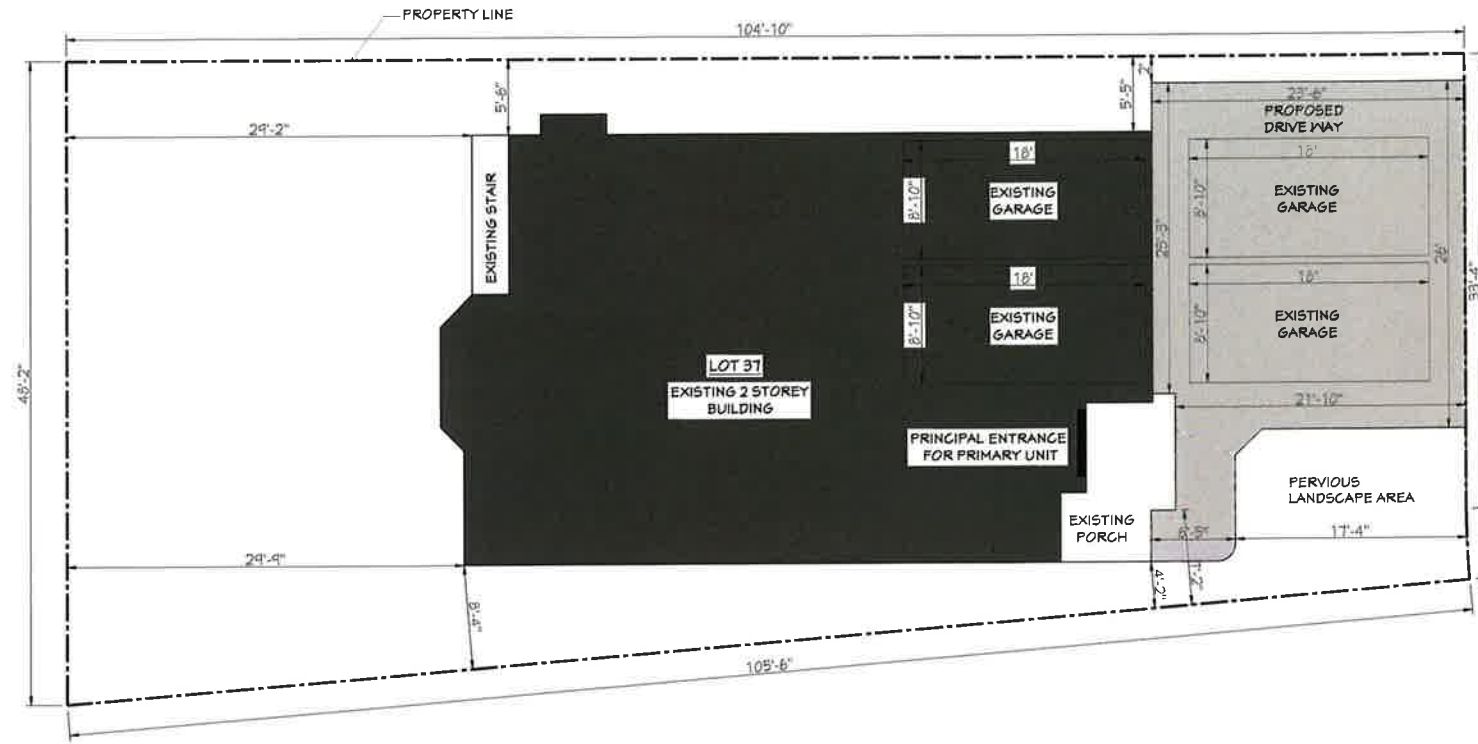 PROPERTY LINE
104'-10"
5'-6"
5'-5"
2'
23'-6"
PROPOSED
DRIVE WAY
29'-2"
18'
18'
EXISTING STAIR
8'-10"
EXISTING
GARAGE
8'-10"
EXISTING
GARAGE
25'-3"
26'
18'
18'
8'-10"
EXISTING
GARAGE
8'-10"
EXISTING
GARAGE
33'-4"
48'-2"
LOT 37
EXISTING 2 STOREY
BUILDING
21'-10"
PRINCIPAL ENTRANCE
FOR PRIMARY UNIT
PERVIOUS
LANDSCAPE AREA
EXISTING
PORCH
17'-4"
29'-9"
8'-4"
4'-2"
105'-6"